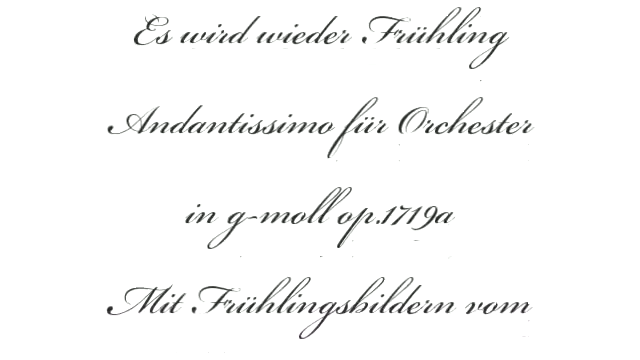 Es wird wieder Frühling
Andantissimo für Orchester
in g-moll op.1719a
Mit Frühlingsbildern vom